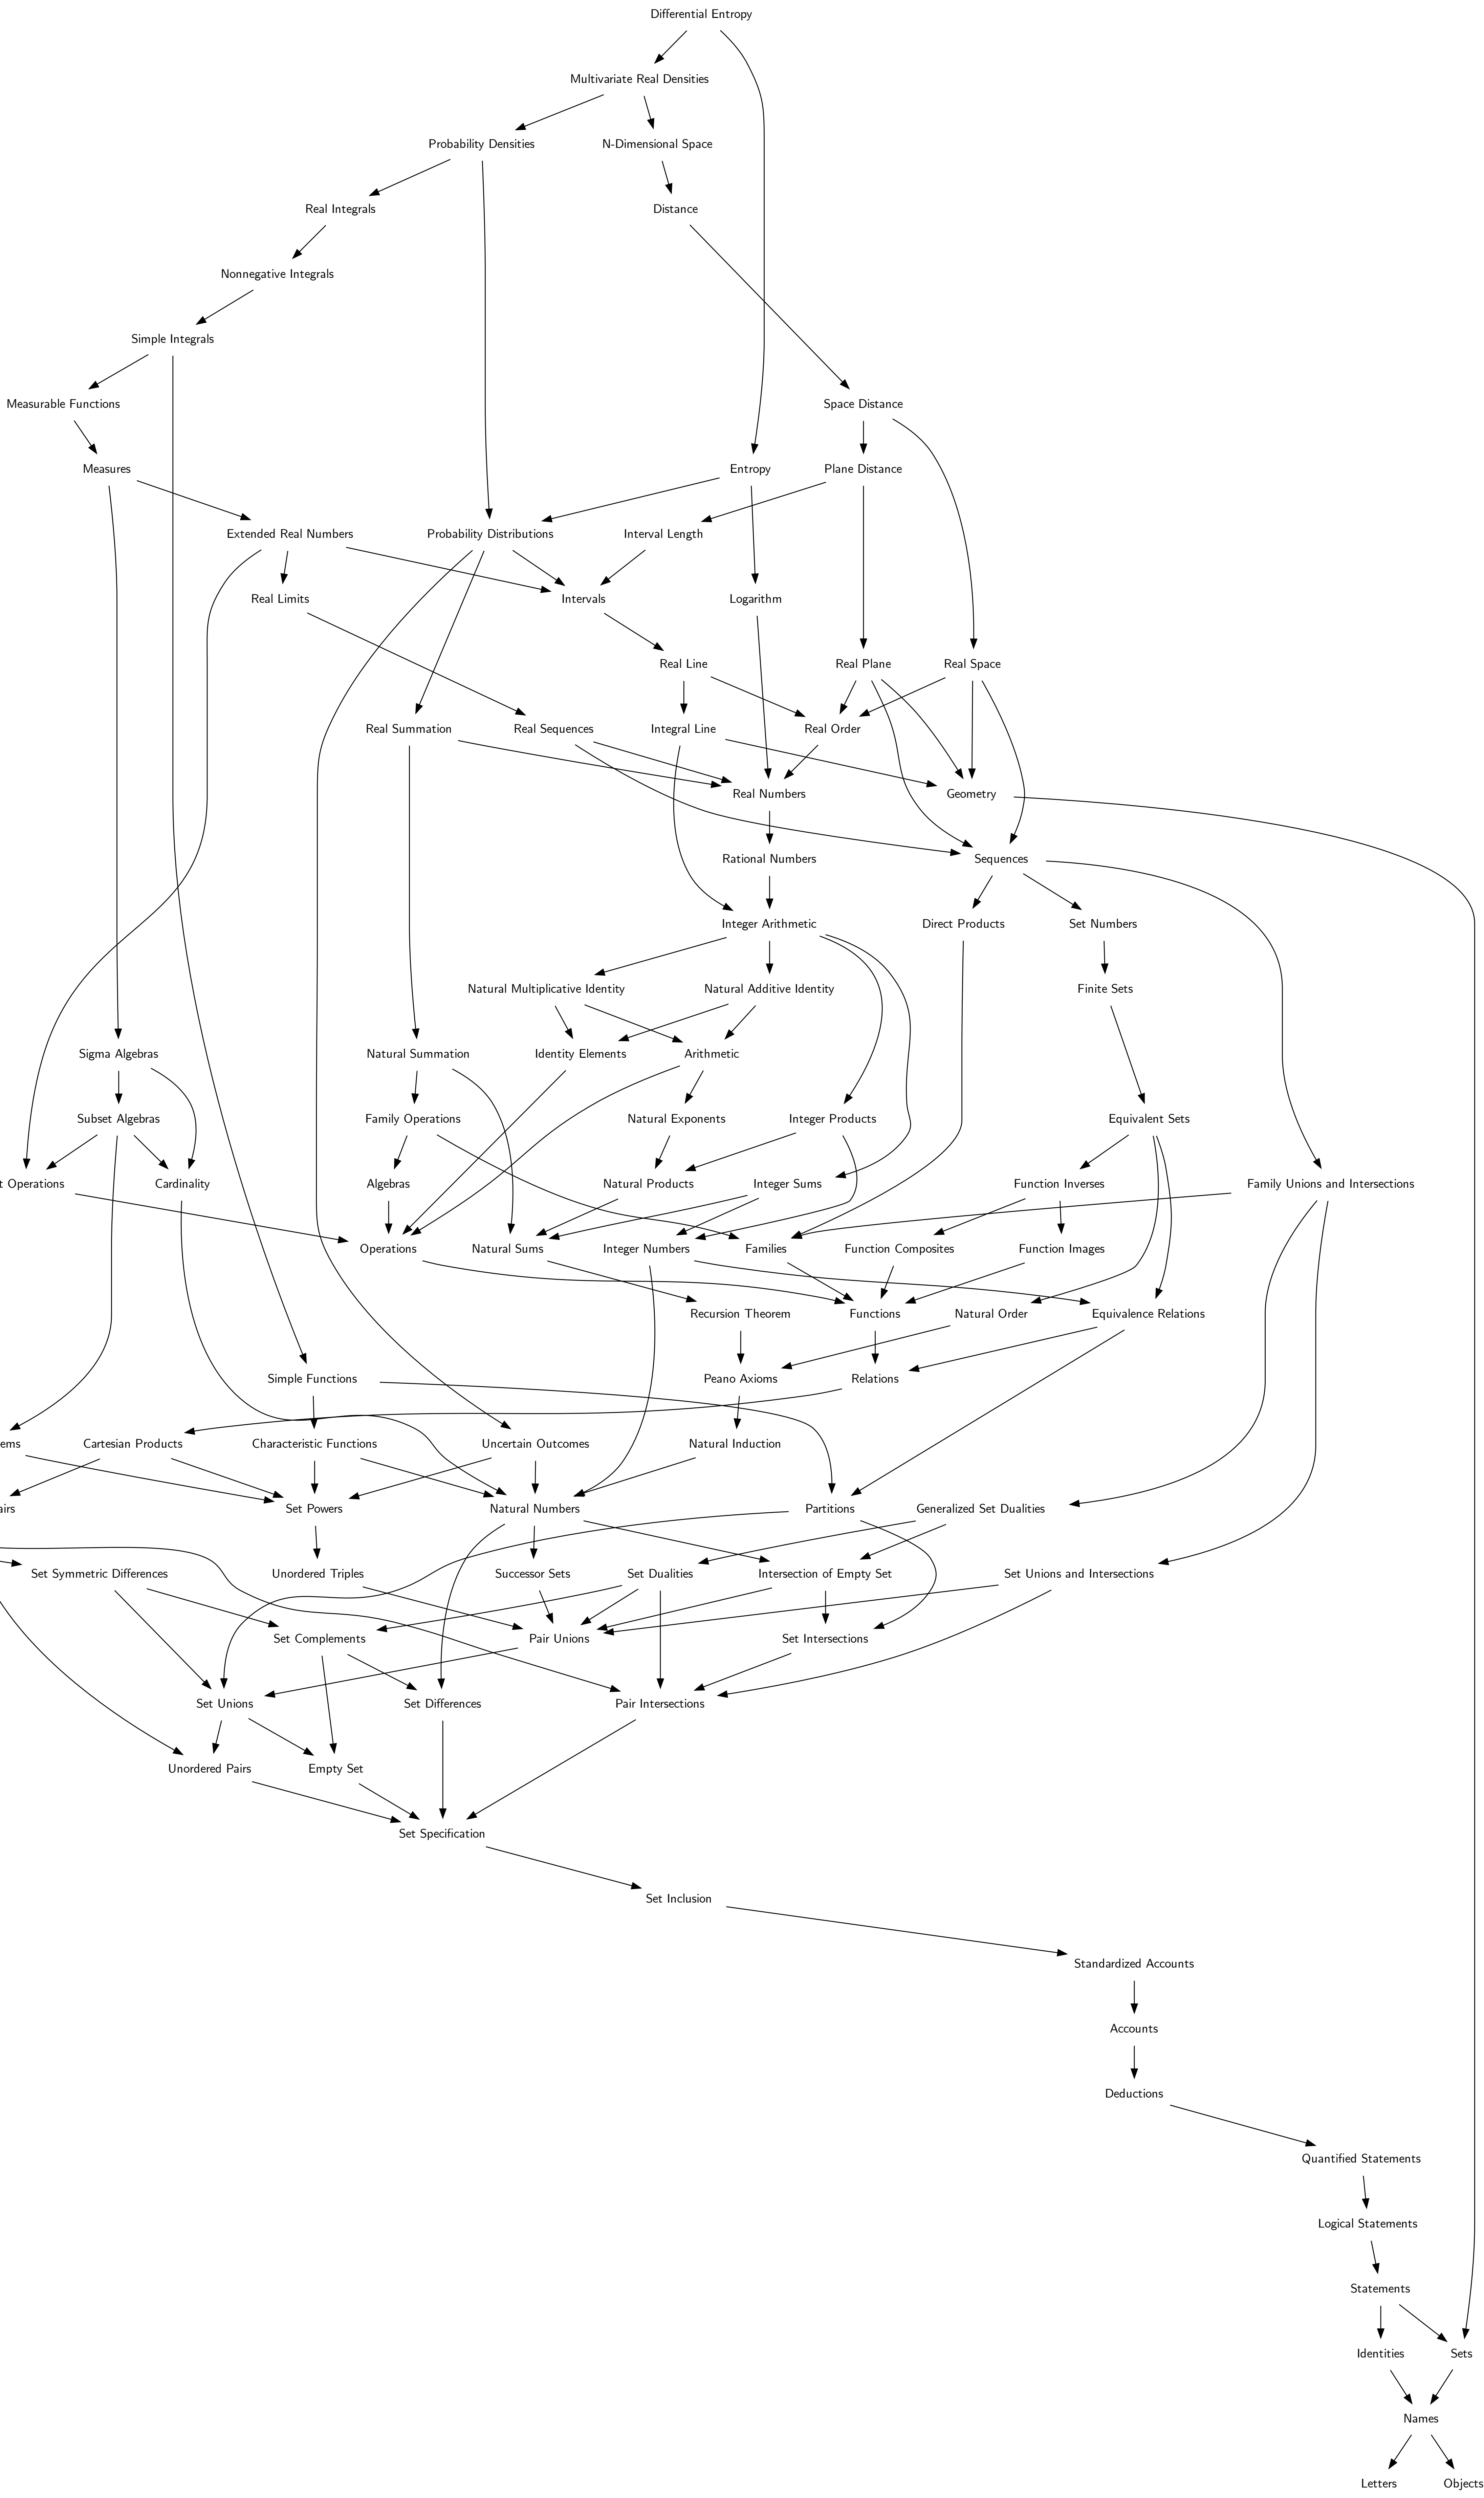 Differential Entropy
Multivariate Real Densities
Probability Densities
N-Dimensional Space
Real Integrals
Distance
Nonnegative Integrals
Simple Integrals
Measurable Functions
Space Distance
Measures
Entropy
Plane Distance
Extended Real Numbers
Probability Distributions
Interval Length
Real Limits
Intervals
Logarithm
Real Line
Real Plane
Real Space
Real Summation
Real Sequences
Integral Line
Real Order
Real Numbers
Geometry
Rational Numbers
Sequences
Integer Arithmetic
Direct Products
Set Numbers
Natural Multiplicative Identity
Natural Additive Identity
Finite Sets
Sigma Algebras
Natural Summation
Identity Elements
Arithmetic
Subset Algebras
Family Operations
Natural Exponents
Integer Products
Equivalent Sets
t Operations
Cardinality
Algebras
Natural Products
Integer Sums
Function Inverses
Family Unions and Intersections
Operations
Natural Sums
Integer Numbers
Families
Function Composites
Function Images
Recursion Theorem
Functions
Natural Order
Equivalence Relations
Simple Functions
Peano Axioms
Relations
ems
Cartesian Products
Characteristic Functions
Uncertain Outcomes
Natural Induction
airs
Set Powers
Natural Numbers
Partitions
Generalized Set Dualities
Set Symmetric Differences
Unordered Triples
Successor Sets
Set Dualities
Intersection of Empty Set
Set Unions and Intersections
Set Complements
Pair Unions
Set Intersections
Set Unions
Set Differences
Pair Intersections
Unordered Pairs
Empty Set
Set Specification
Set Inclusion
Standardized Accounts
Accounts
Deductions
Quantified Statements
Logical Statements
Statements
Identities
Sets
Names
Letters
Objects